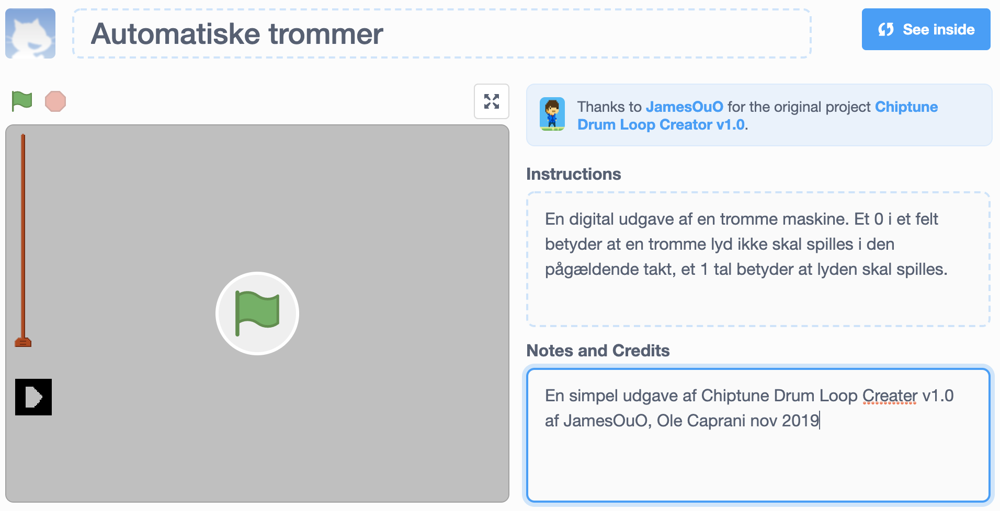 Automatiske trommer
See inside
Thanks to JamesOuO for the original project Chiptune
Drum Loop Creator v1.0.
Instructions
En digital udgave af en tromme maskine. Et 0 i et felt
betyder at en tromme lyd ikke skal spilles i den
pågældende takt, et 1 tal betyder at lyden skal spilles.
Notes and Credits
En simpel udgave af Chiptune Drum Loop Creater v1.0
af JamesOuO, Ole Caprani nov 2019